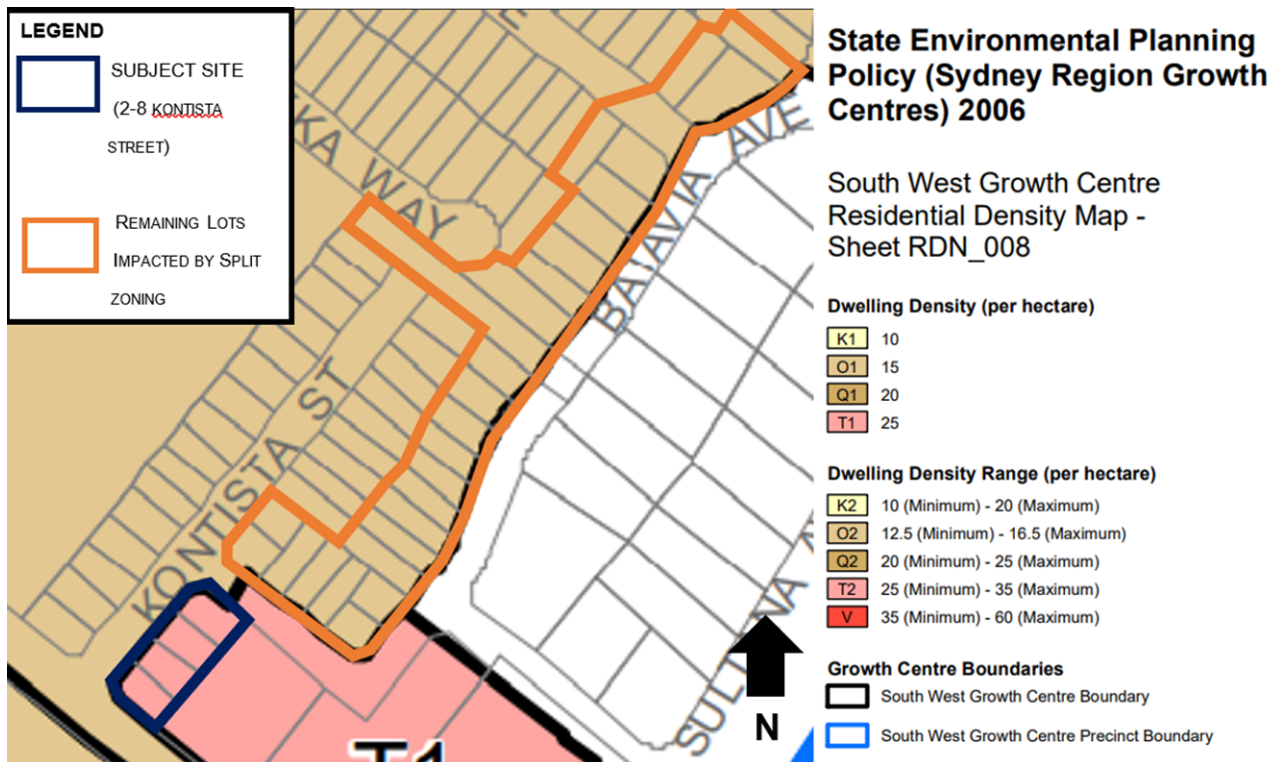 LEGEND
SUBJECT SITE
(2-8 KONTISTA
STREET)
REMAINING LOTS
IMPACTED BY SPLIT
ZONING
WAY
KONTISTA ST
BATAVIA AVE
T1
N
State Environmental Planning
Policy (Sydney Region Growth
Centres) 2006
South West Growth Centre
Residential Density Map -
Sheet RDN_008
Dwelling Density (per hectare)
K1 10
O1 15
Q1 20
T1 25
Dwelling Density Range (per hectare)
K2 10 (Minimum) - 20 (Maximum)
O2 12.5 (Minimum) - 16.5 (Maximum)
Q2 20 (Minimum) - 25 (Maximum)
T2 25 (Minimum) - 35 (Maximum)
V 35 (Minimum) - 60 (Maximum)
Growth Centre Boundaries
South West Growth Centre Boundary
South West Growth Centre Precinct Boundary